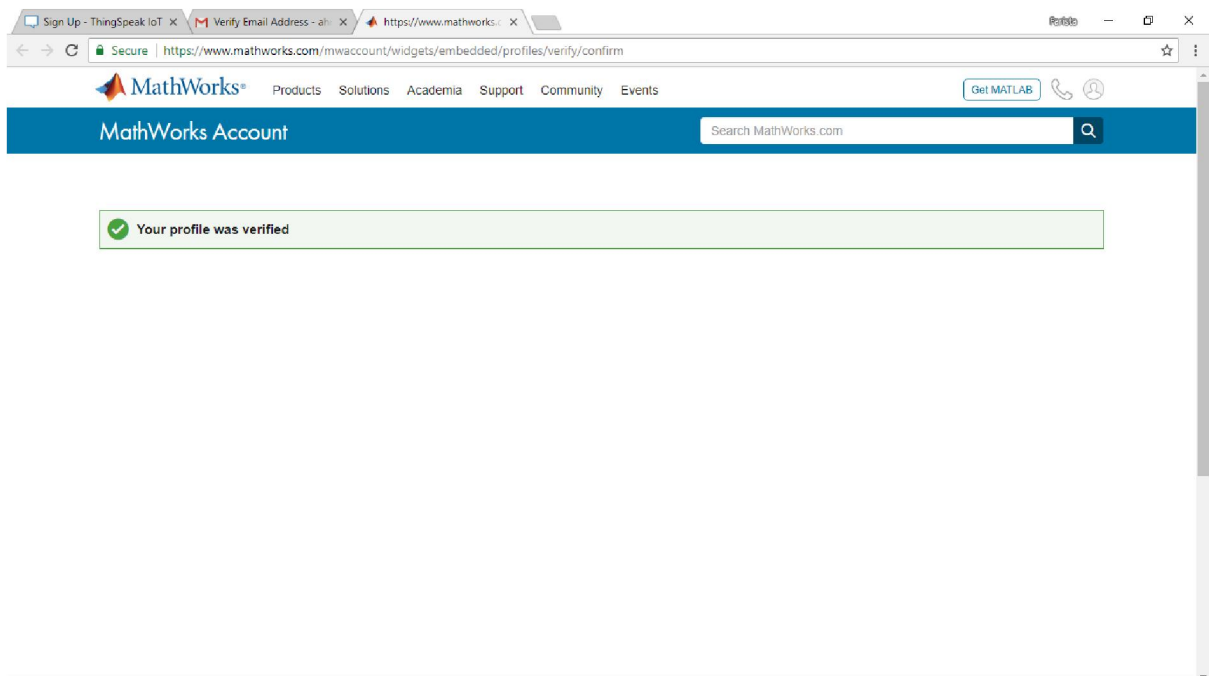 Sign Up - ThingSpeak IoT
Verify Email Address - ah
https://www.mathworks.c
Secure | https://www.mathworks.com/mwaccount/widgets/embedded/profiles/verify/confirm
MathWorks® Products Solutions Academia Support Community Events Get MATLAB
MathWorks Account Search MathWorks.com
Your profile was verified